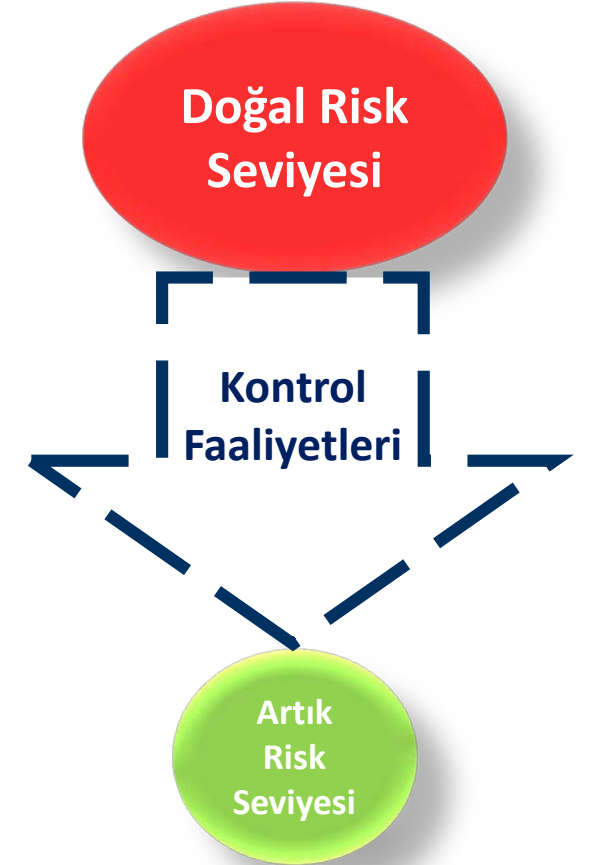 Doğal Risk
Seviyesi
Kontrol
Faaliyetleri
Artık
Risk
Seviyesi